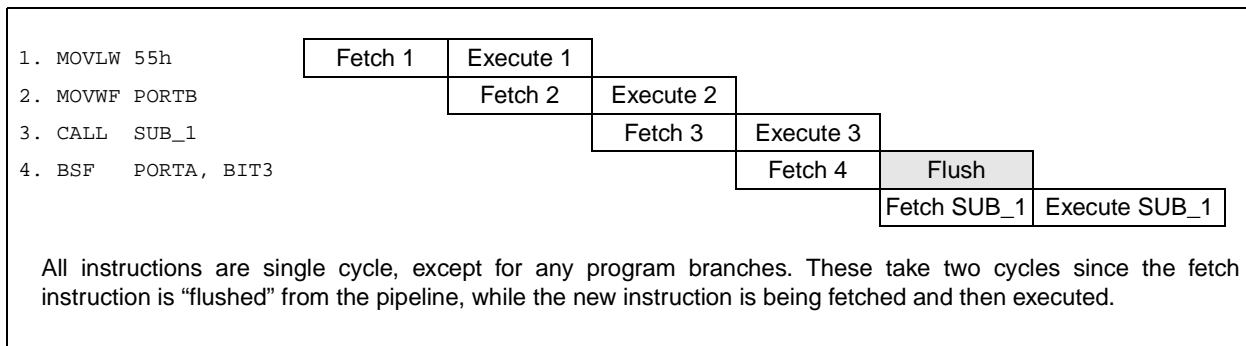 1. MOVLW 55h Fetch 1 Execute 1
2. MOVWF PORTB Fetch 2 Execute 2
3. CALL SUB_1 Fetch 3 Execute 3
4. BSF PORTA, BIT3 Fetch 4 Flush
Fetch SUB_1 Execute SUB_1
All instructions are single cycle, except for any program branches. These take two cycles since the fetch
instruction is “flushed” from the pipeline, while the new instruction is being fetched and then executed.